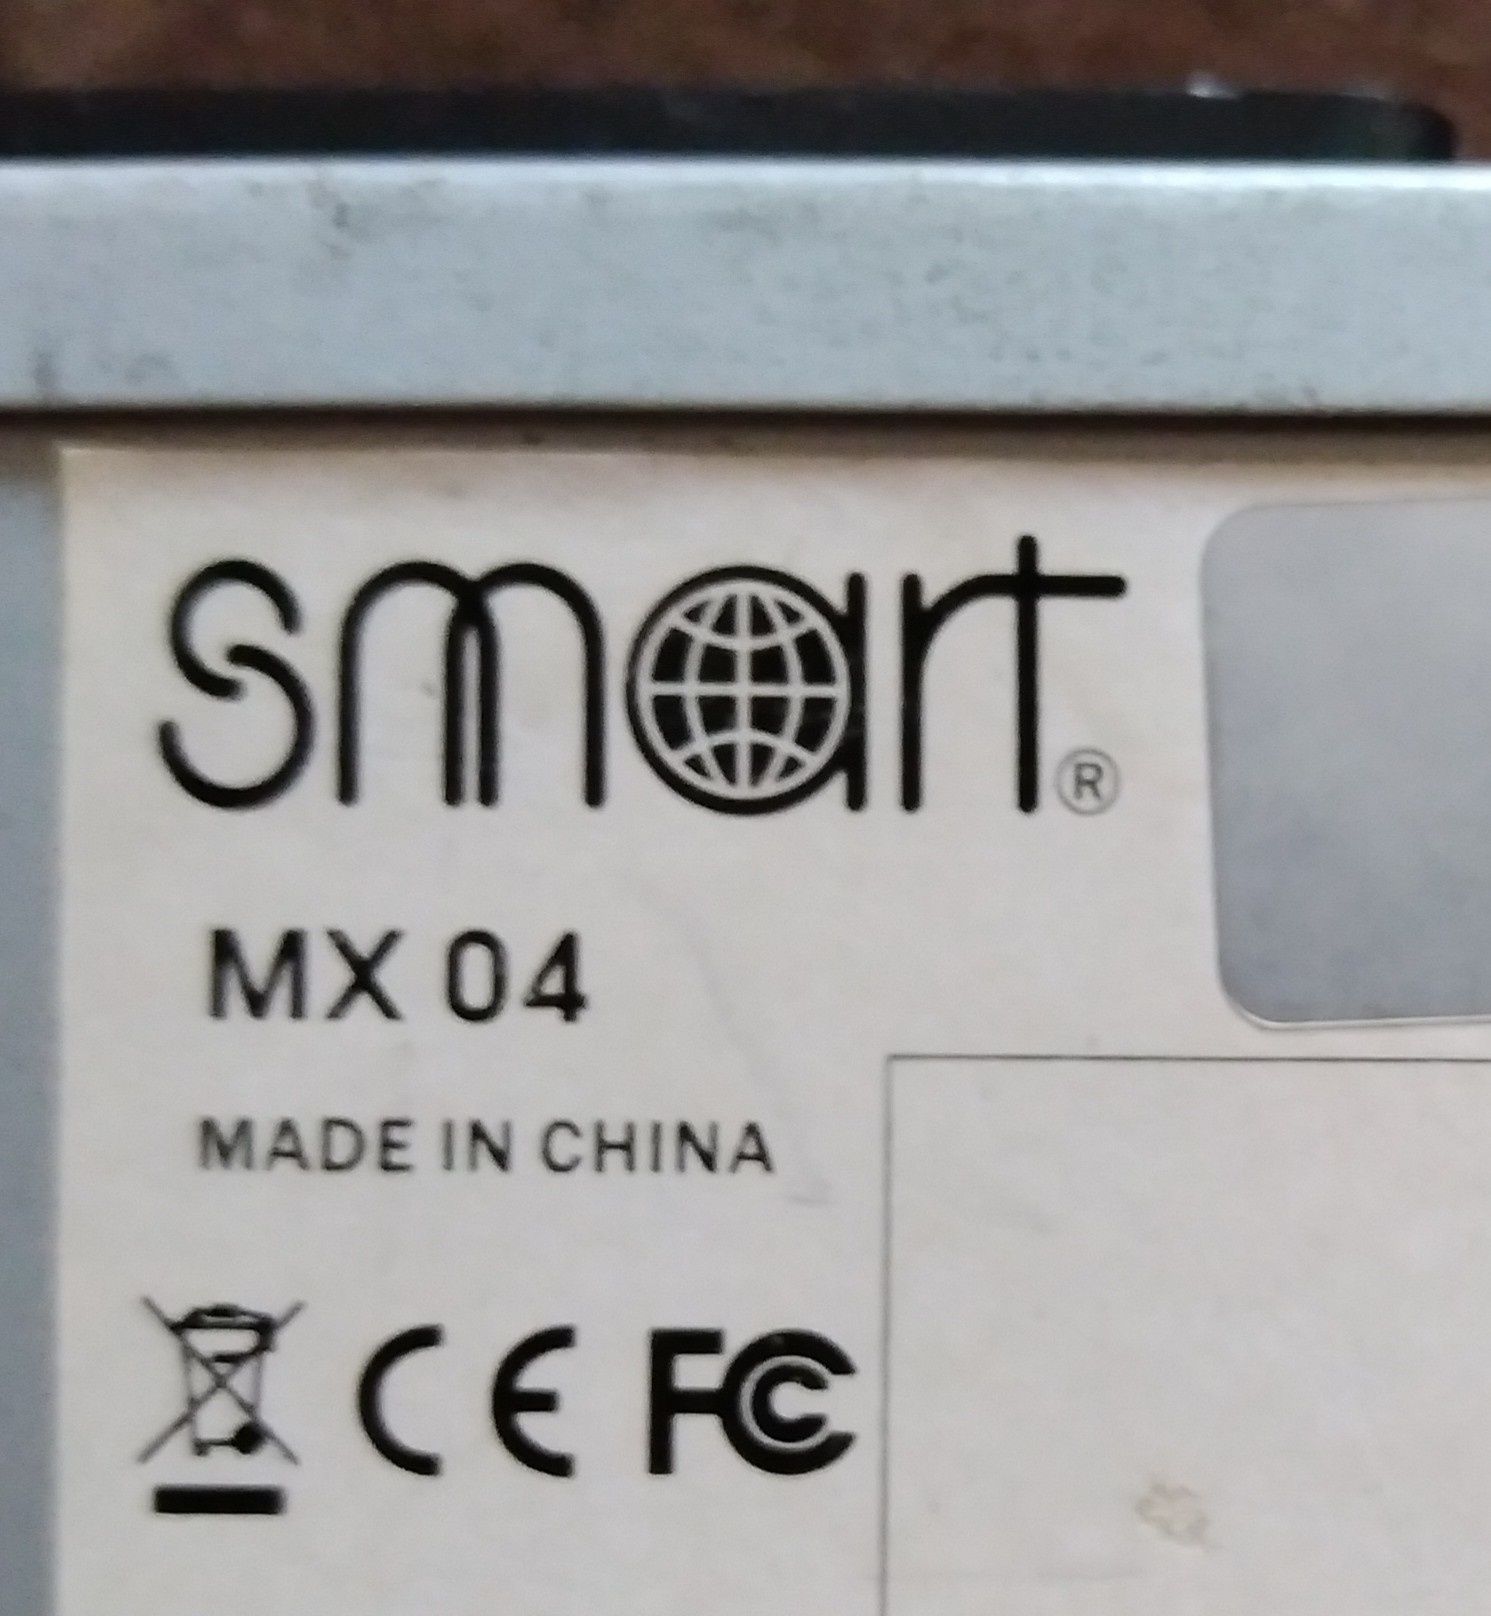 smart®
MX 04
MADE IN CHINA
CE FC